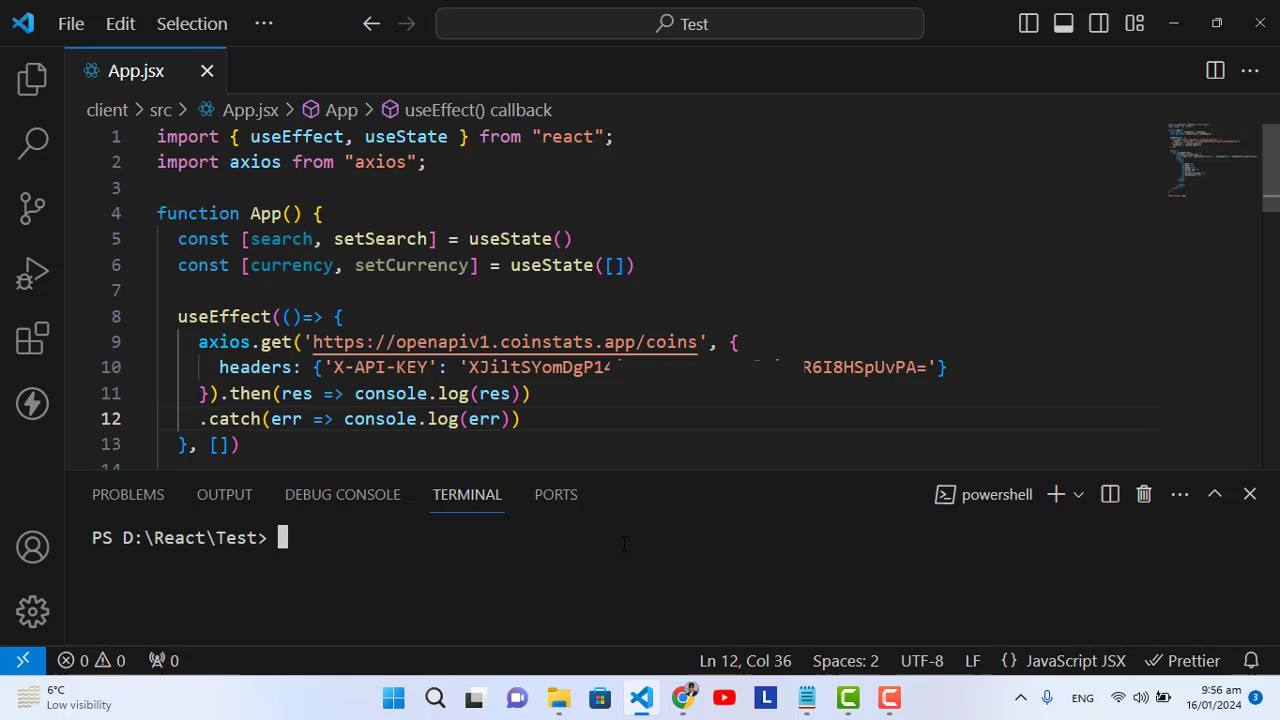 File Edit Selection ··· Test
App.jsx
client > src > App.jsx > App > useEffect() callback
1 import { useEffect, useState } from "react";
2 import axios from "axios";
3
4 function App() {
5 const [search, setSearch] = useState()
6 const [currency, setCurrency] = useState([])
7
8 useEffect(()=> {
9 axios.get('https://openapiv1.coinstats.app/coins', {
10 headers: {'X-API-KEY': 'XJiltSYomDgP14 R6I8HSpUvPA='}
11 }).then(res => console.log(res))
12 .catch(err => console.log(err))
13 }, [])
14
PROBLEMS OUTPUT DEBUG CONSOLE TERMINAL PORTS powershell
PS D:\React\Test>
0 0 0 Ln 12, Col 36 Spaces: 2 UTF-8 LF {} JavaScript JSX Prettier
6°C
Low visibility
L
ENG
9:56 am
16/01/2024
3